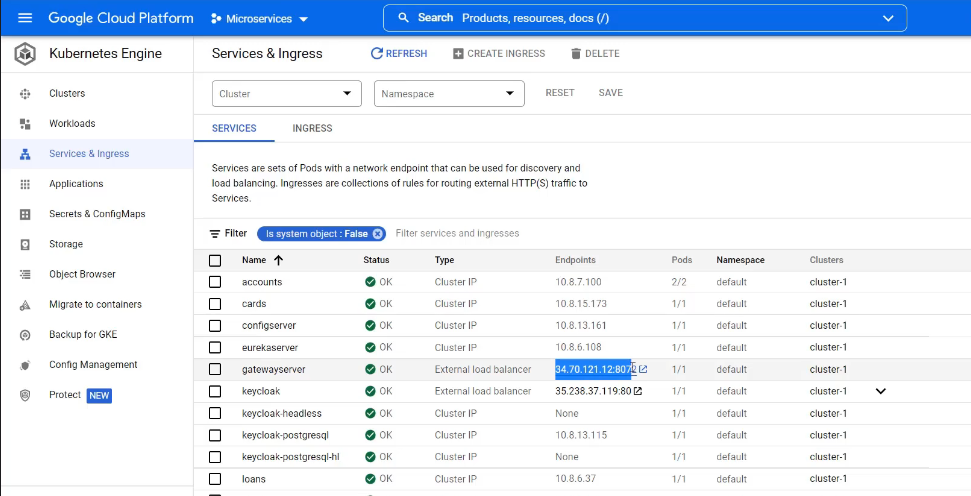 Google Cloud Platform Microservices Search Products, resources, docs (/)
Kubernetes Engine
Clusters
Workloads
Services & Ingress
Applications
Secrets & ConfigMaps
Storage
Object Browser
Migrate to containers
Backup for GKE
Config Management
Protect NEW
Services & Ingress REFRESH CREATE INGRESS DELETE
Cluster Namespace RESET SAVE
SERVICES INGRESS
Services are sets of Pods with a network endpoint that can be used for discovery and
load balancing. Ingresses are collections of rules for routing external HTTP(S) traffic to
Services.
Filter Is system object : False Filter services and ingresses
Name Status Type Endpoints Pods Namespace Clusters
accounts OK Cluster IP 10.8.7.100 2/2 default cluster-1
cards OK Cluster IP 10.8.15.173 1/1 default cluster-1
configserver OK Cluster IP 10.8.13.161 1/1 default cluster-1
eurekaserver OK Cluster IP 10.8.6.108 1/1 default cluster-1
gatewayserver OK External load balancer 34.70.121.12:8072 1/1 default cluster-1
keycloak OK External load balancer 35.238.37.119:80 1/1 default cluster-1
keycloak-headless OK Cluster IP None 1/1 default cluster-1
keycloak-postgresql OK Cluster IP 10.8.13.115 1/1 default cluster-1
keycloak-postgresql-hl OK Cluster IP None 1/1 default cluster-1
loans OK Cluster IP 10.8.6.37 1/1 default cluster-1